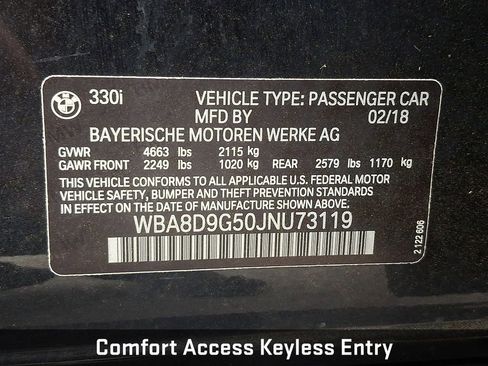 BMW
330i VEHICLE TYPE: PASSENGER CAR
MFD BY 02/18
BAYERISCHE MOTOREN WERKE AG
GVWR 4663 lbs 2115 kg
GAWR FRONT 2249 lbs 1020 kg REAR 2579 lbs 1170 kg
THIS VEHICLE CONFORMS TO ALL APPLICABLE U.S. FEDERAL MOTOR
VEHICLE SAFETY, BUMPER AND THEFT PREVENTION STANDARDS
IN EFFECT ON THE DATE OF MANUFACTURE SHOWN ABOVE.
WBA8D9G50JNU73119
2 122 606
Comfort Access Keyless Entry